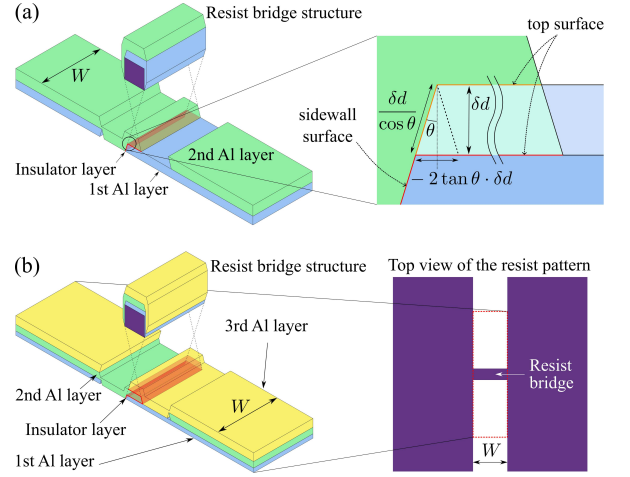 (a)
Resist bridge structure
W
Insulator layer
1st Al layer
2nd Al layer
top surface
sidewall
surface
δd
cos θ
θ
δd
− 2 tan θ · δd
(b)
Resist bridge structure
3rd Al layer
W
2nd Al layer
Insulator layer
1st Al layer
Top view of the resist pattern
Resist
bridge
W